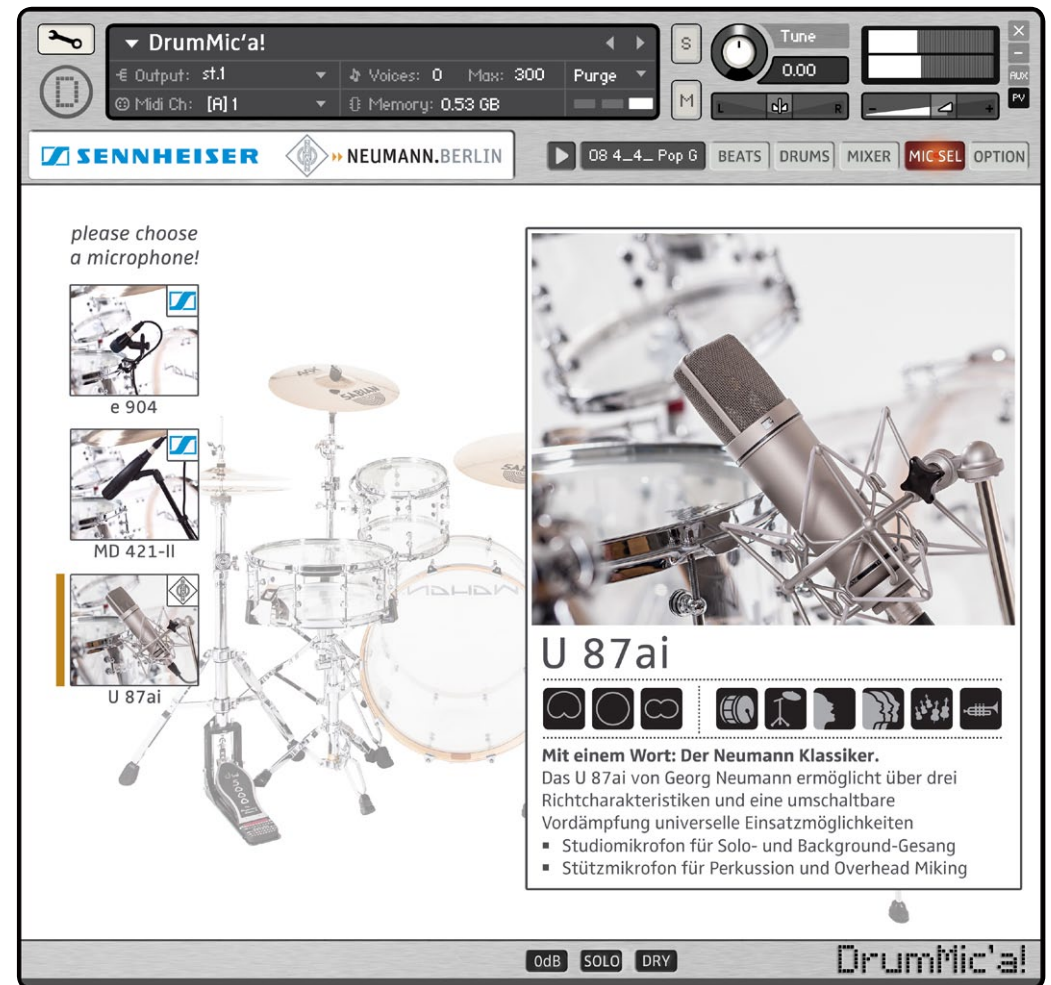 DrumMic'a!
S
Tune
Output: st.1
Voices: 0 Max: 300
Purge
0.00
AUX
Midi Ch: [A] 1
Memory: 0.53 GB
M
L
R
PV
SENNHEISER
NEUMANN.BERLIN
08 4_4_ Pop G
BEATS
DRUMS
MIXER
MIC SEL
OPTION
please choose
a microphone!
e 904
MD 421-II
U 87ai
AAX
SABIAN
5000
U 87ai
Mit einem Wort: Der Neumann Klassiker.
Das U 87ai von Georg Neumann ermöglicht über drei
Richtcharakteristiken und eine umschaltbare
Vordämpfung universelle Einsatzmöglichkeiten
▪ Studiomikrofon für Solo- und Background-Gesang
▪ Stützmikrofon für Perkussion und Overhead Miking
0dB
SOLO
DRY
DrumMic'a!